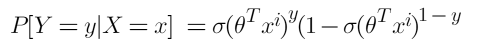 P[Y = y|X = x] = σ(θ^T x^i)^y (1 − σ(θ^T x^i)^{1 − y}